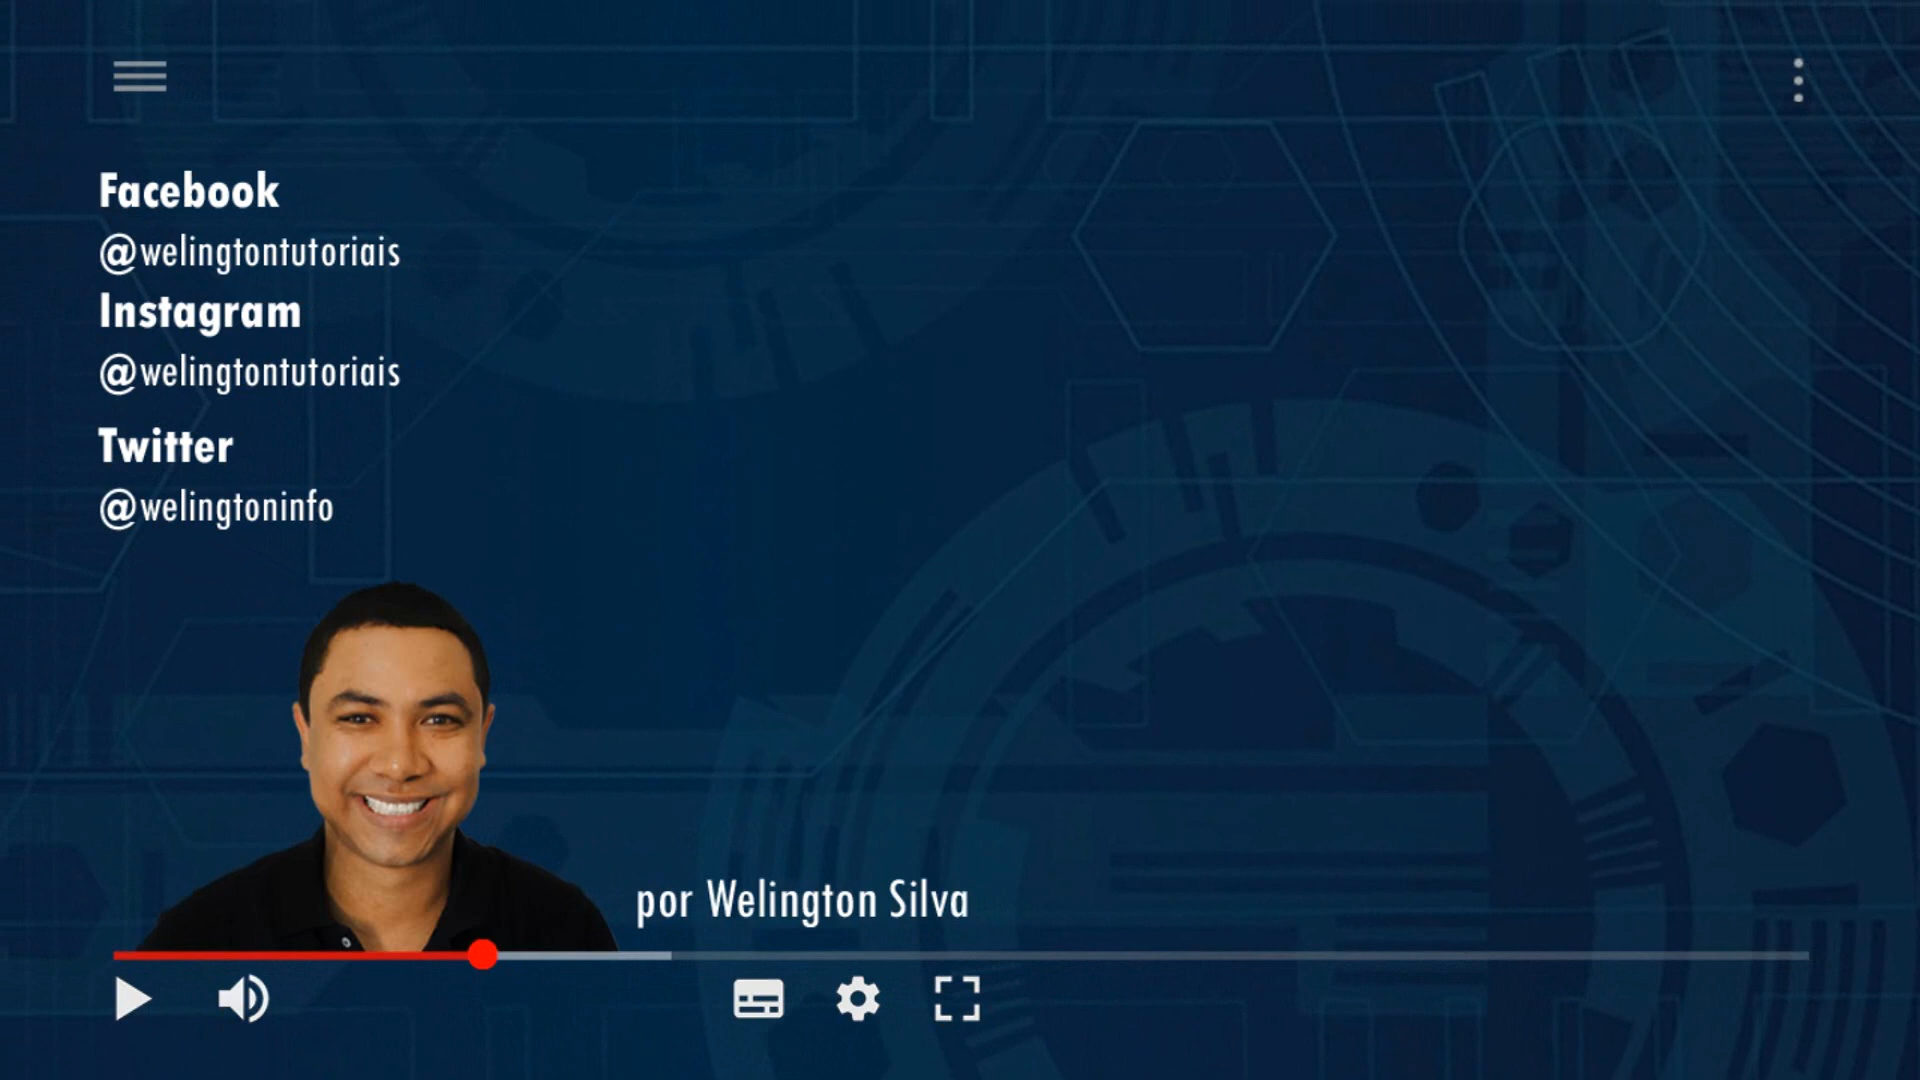 Facebook
@welingtontutoriais
Instagram
@welingtontutoriais
Twitter
@welingtoninfo
por Welington Silva